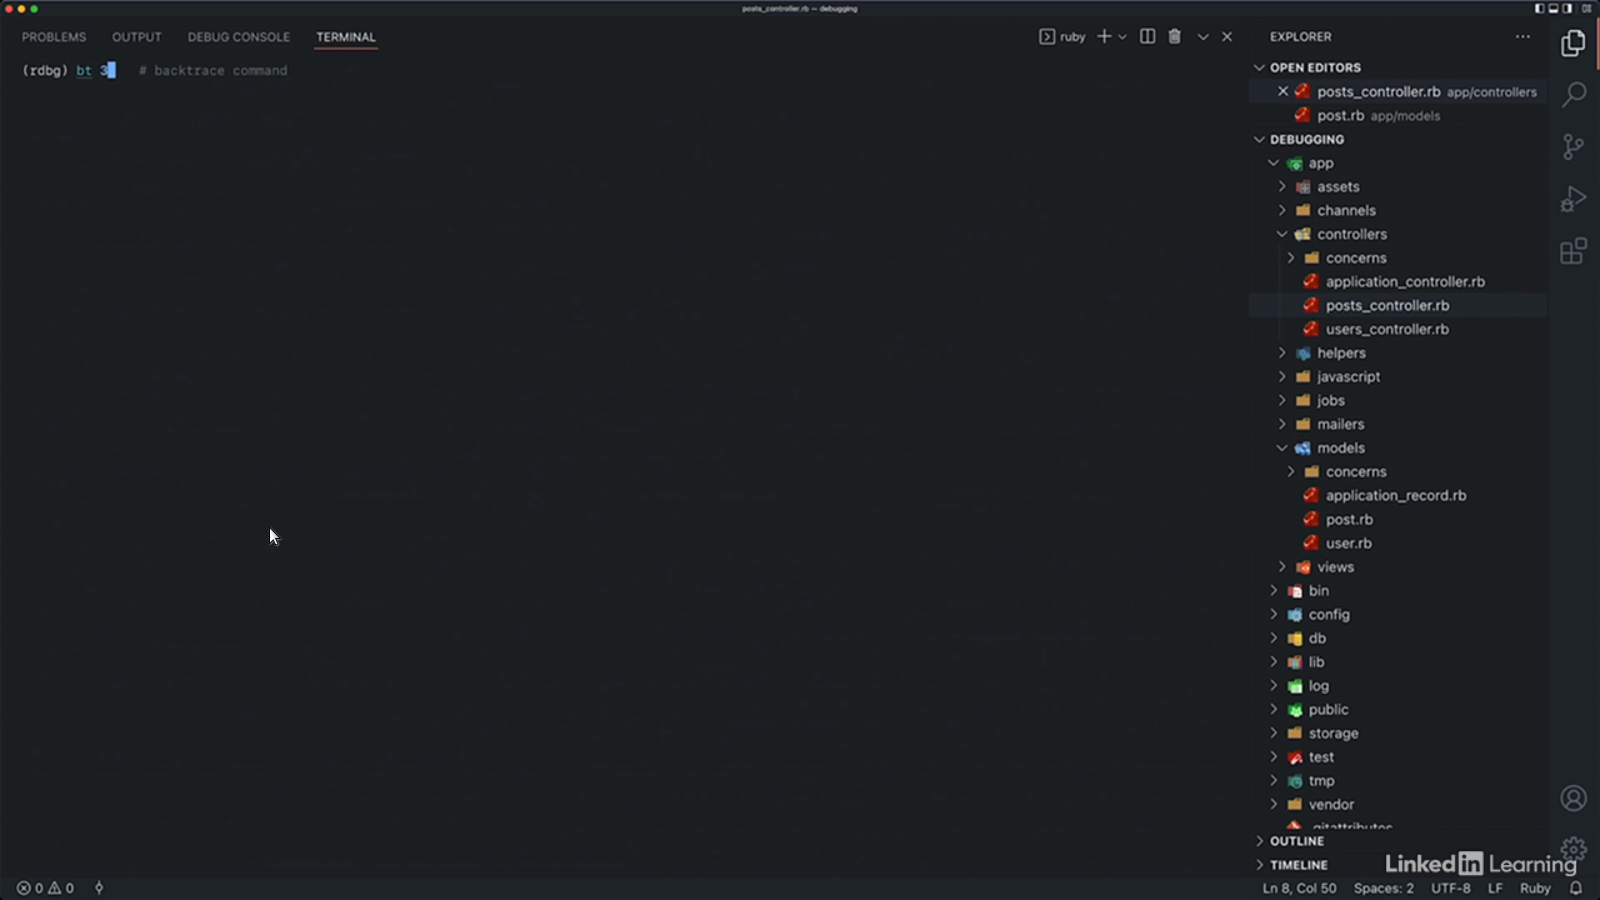 posts_controller.rb — debugging
PROBLEMS OUTPUT DEBUG CONSOLE TERMINAL
ruby
(rdbg) bt 3 # backtrace command
EXPLORER
OPEN EDITORS
posts_controller.rb app/controllers
post.rb app/models
DEBUGGING
app
assets
channels
controllers
concerns
application_controller.rb
posts_controller.rb
users_controller.rb
helpers
javascript
jobs
mailers
models
concerns
application_record.rb
post.rb
user.rb
views
bin
config
db
lib
log
public
storage
test
tmp
vendor
.gitattributes
OUTLINE
TIMELINE
LinkedIn Learning
0 0
Ln 8, Col 50 Spaces: 2 UTF-8 LF Ruby